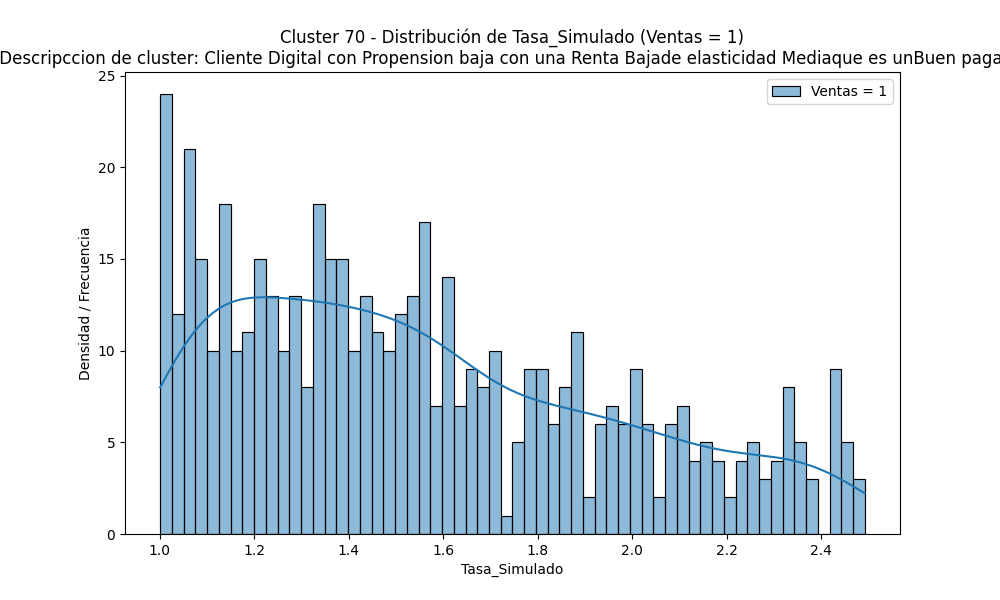 Cluster 70 - Distribución de Tasa_Simulado (Ventas = 1)
Descripccion de cluster: Cliente Digital con Propension baja con una Renta Bajade elasticidad Mediaque es unBuen paga
Ventas = 1
Densidad / Frecuencia
25
20
15
10
5
0
1.0 1.2 1.4 1.6 1.8 2.0 2.2 2.4
Tasa_Simulado